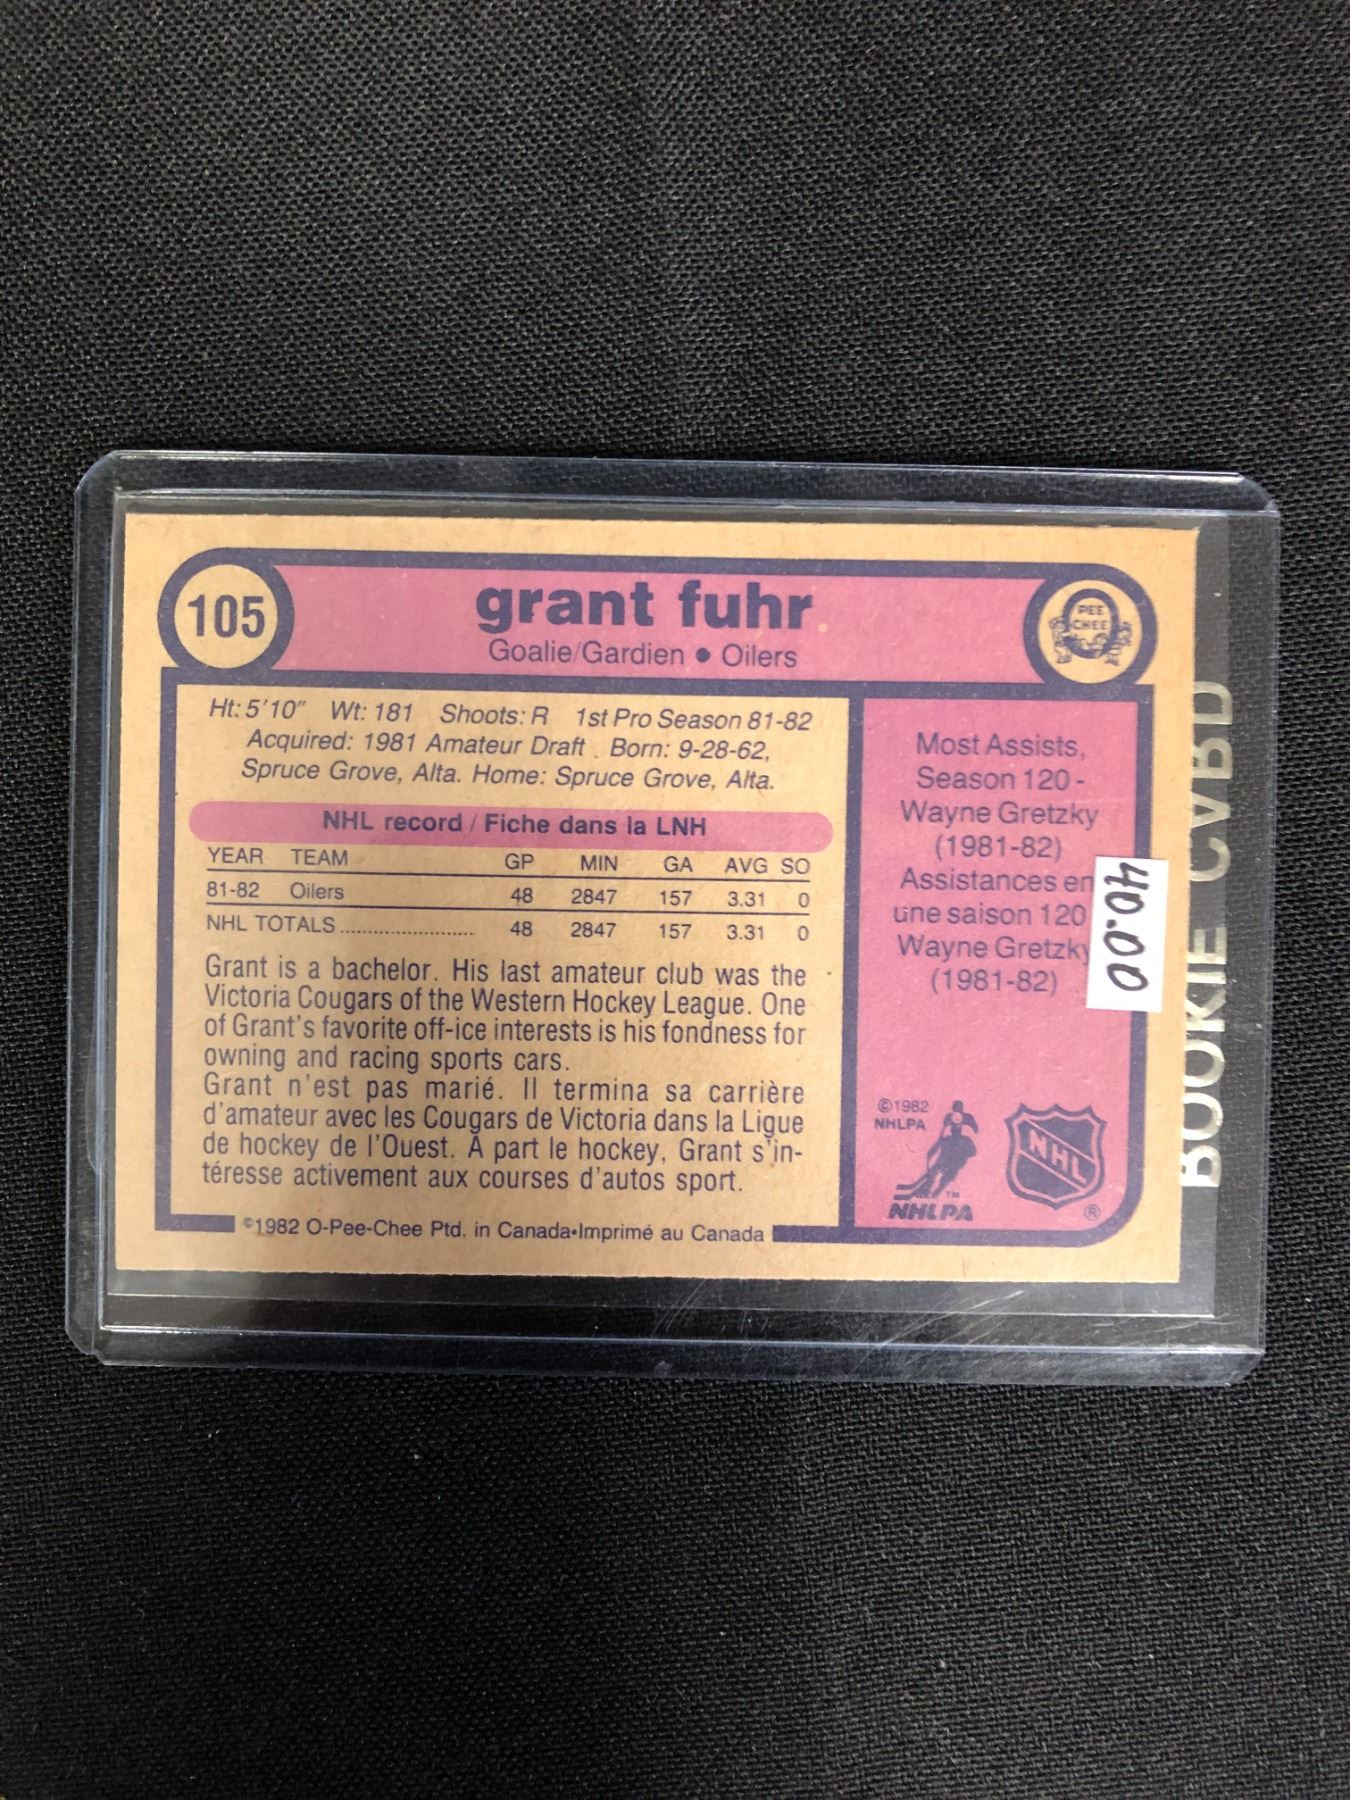 105
grant fuhr
Goalie/Gardien • Oilers
PEE
CHEE
Ht: 5'10" Wt: 181 Shoots: R 1st Pro Season 81-82
Acquired: 1981 Amateur Draft . Born: 9-28-62,
Spruce Grove, Alta. Home: Spruce Grove, Alta.
NHL record / Fiche dans la LNH
YEAR TEAM GP MIN GA AVG SO
81-82 Oilers 48 2847 157 3.31 0
NHL TOTALS........................ 48 2847 157 3.31 0
Grant is a bachelor. His last amateur club was the
Victoria Cougars of the Western Hockey League. One
of Grant's favorite off-ice interests is his fondness for
owning and racing sports cars.
Grant n'est pas marié. Il termina sa carrière
d'amateur avec les Cougars de Victoria dans la Ligue
de hockey de l'Ouest. A part le hockey, Grant s'in-
téresse activement aux courses d'autos sport.
©1982 O-Pee-Chee Ptd. in Canada•Imprimé au Canada
Most Assists,
Season 120 -
Wayne Gretzky
(1981-82)
Assistances en
une saison 120
Wayne Gretzky
(1981-82)
©1982
NHLPA
TM
NHLPA
NHL
®
40.00
ROOKIE CARD